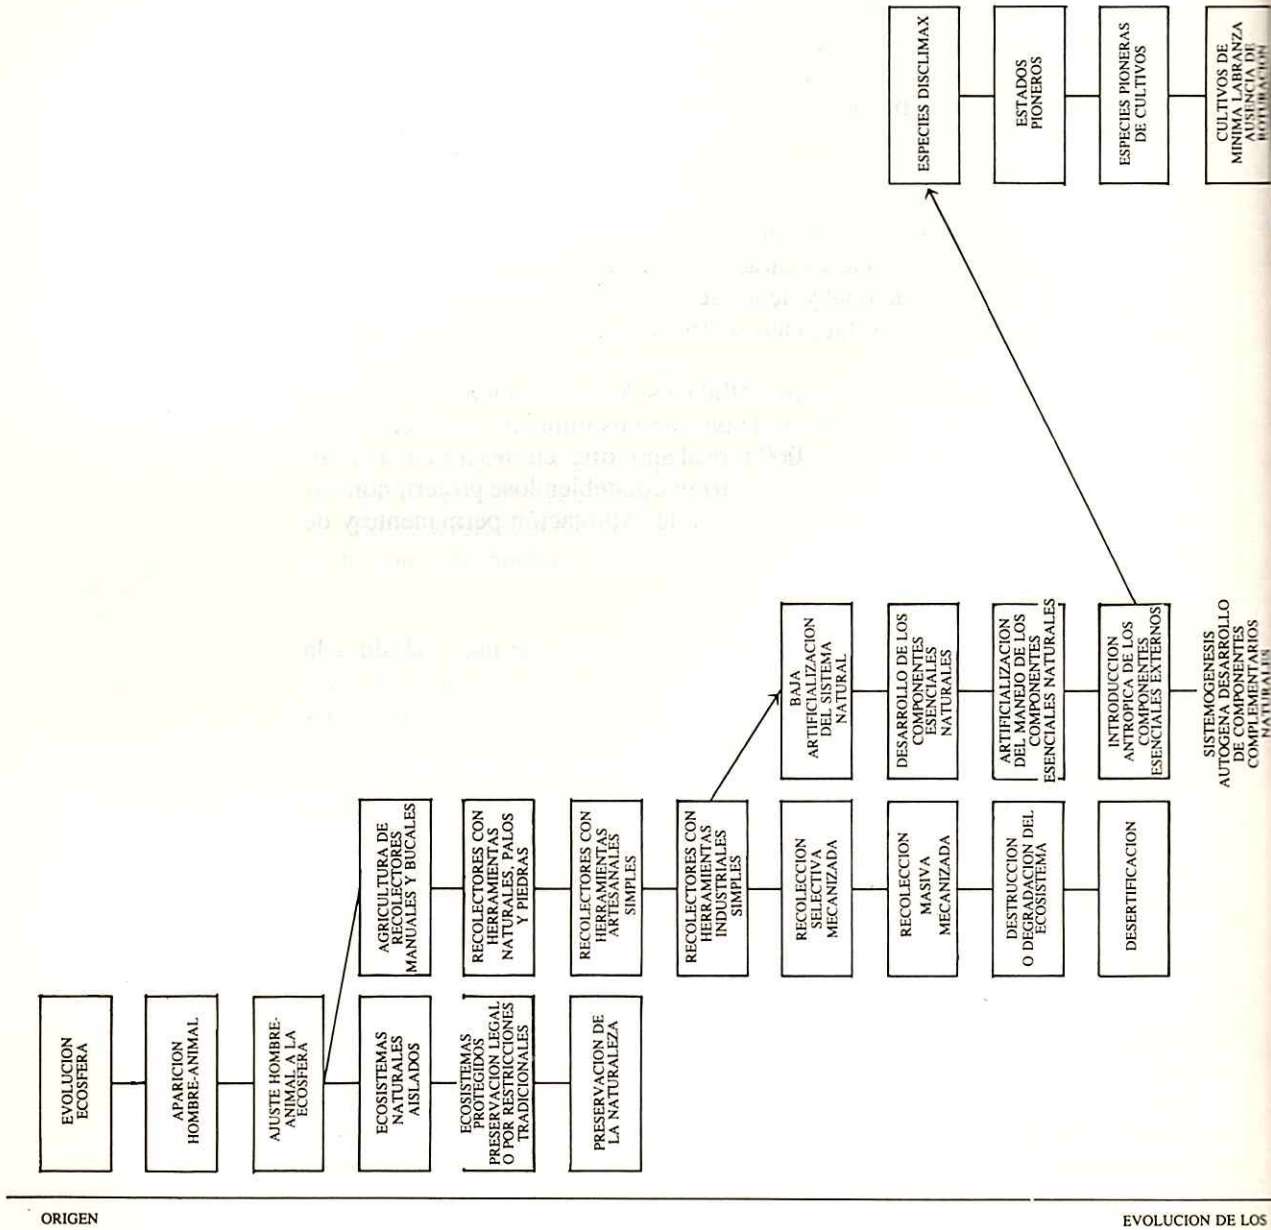 EVOLUCION
ECOSFERA
APARICION
HOMBRE-ANIMAL
AJUSTE HOMBRE-
ANIMAL A LA
ECOSFERA
ECOSISTEMAS
NATURALES
AISLADOS
ECOSISTEMAS
PROTEGIDOS
PRESERVACION LEGAL
O POR RESTRICCIONES
TRADICIONALES
PRESERVACION DE
LA NATURALEZA
AGRICULTURA DE
RECOLECTORES
MANUALES Y BUCALES
RECOLECTORES CON
HERRAMIENTAS
NATURALES, PALOS
Y PIEDRAS
RECOLECTORES CON
HERRAMIENTAS
ARTESANALES
SIMPLES
RECOLECTORES CON
HERRAMIENTAS
INDUSTRIALES
SIMPLES
RECOLECCION
SELECTIVA
MECANIZADA
RECOLECCION
MASIVA
MECANIZADA
DESTRUCCION
O DEGRADACION DEL
ECOSISTEMA
DESERTIFICACION
BAJA
ARTIFICIALIZACION
DEL SISTEMA
NATURAL
DESARROLLO DE LOS
COMPONENTES
ESENCIALES
NATURALES
ARTIFICIALIZACION
DEL MANEJO DE LOS
COMPONENTES
ESENCIALES NATURALES
INTRODUCCION
ANTROPICA DE LOS
COMPONENTES
ESENCIALES EXTERNOS
SISTEMOGENESIS
AUTOGENA DESARROLLO
DE COMPONENTES
COMPLEMENTARIOS
NATURALES
ESPECIES DISCLIMAX
ESTADOS
PIONEROS
ESPECIES PIONERAS
DE CULTIVOS
CULTIVOS DE
MINIMA LABRANZA
AUSENCIA DE
ROTURACION
ORIGEN
EVOLUCION DE LOS